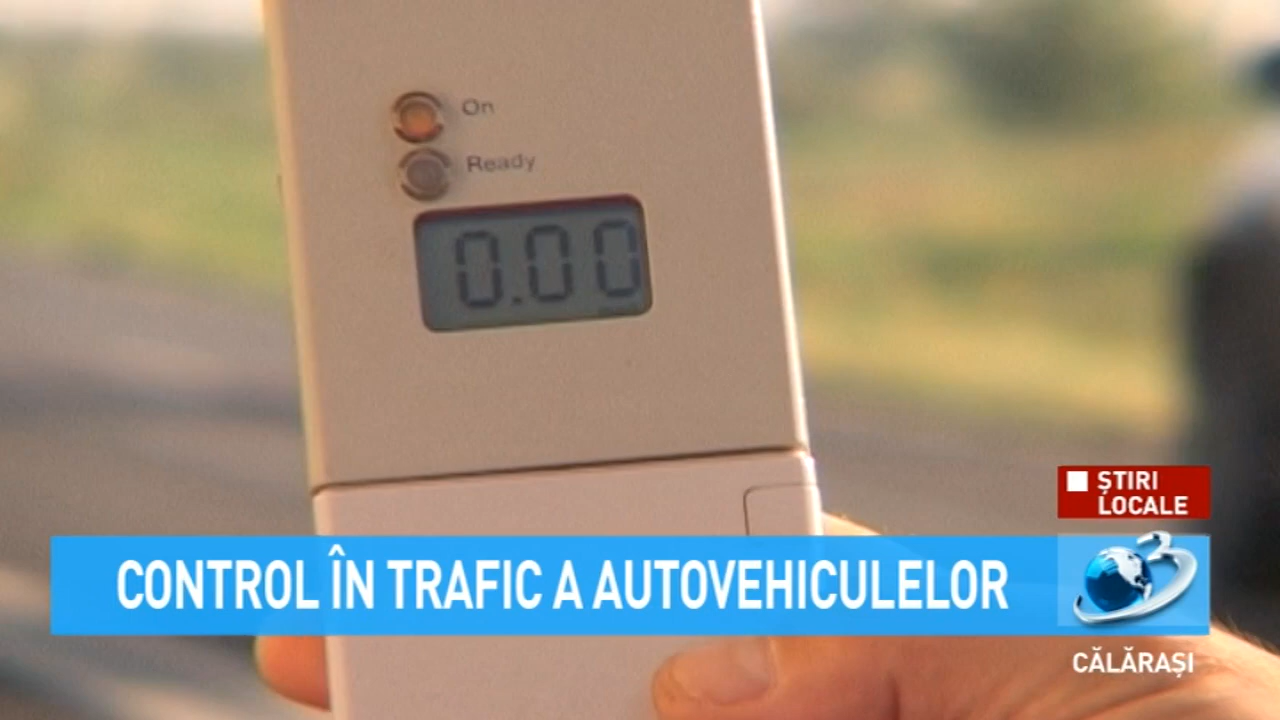 On
Ready
0.00
ȘTIRI
LOCALE
CONTROL ÎN TRAFIC A AUTOVEHICULELOR
3
CĂLĂRAȘI